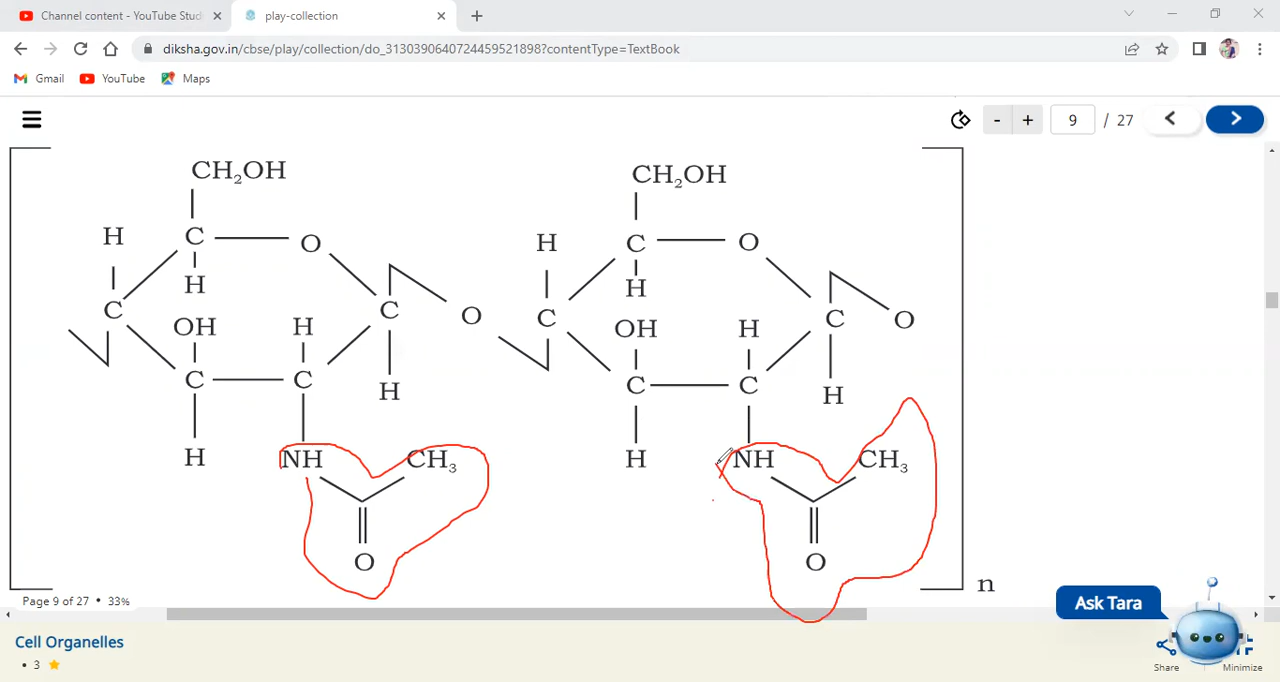 Channel content - YouTube Stud
play-collection
diksha.gov.in/cbse/play/collection/do_31303906407244595213898?contentType=TextBook
Gmail YouTube Maps
- + 9 / 27
CH2OH CH2OH
H C O H C O
H H
C OH H C O C OH H C O
C C H C C H
H NH CH3 H NH CH3
O O
n
Page 9 of 27 • 33%
Ask Tara
Cell Organelles
• 3
Share Minimize